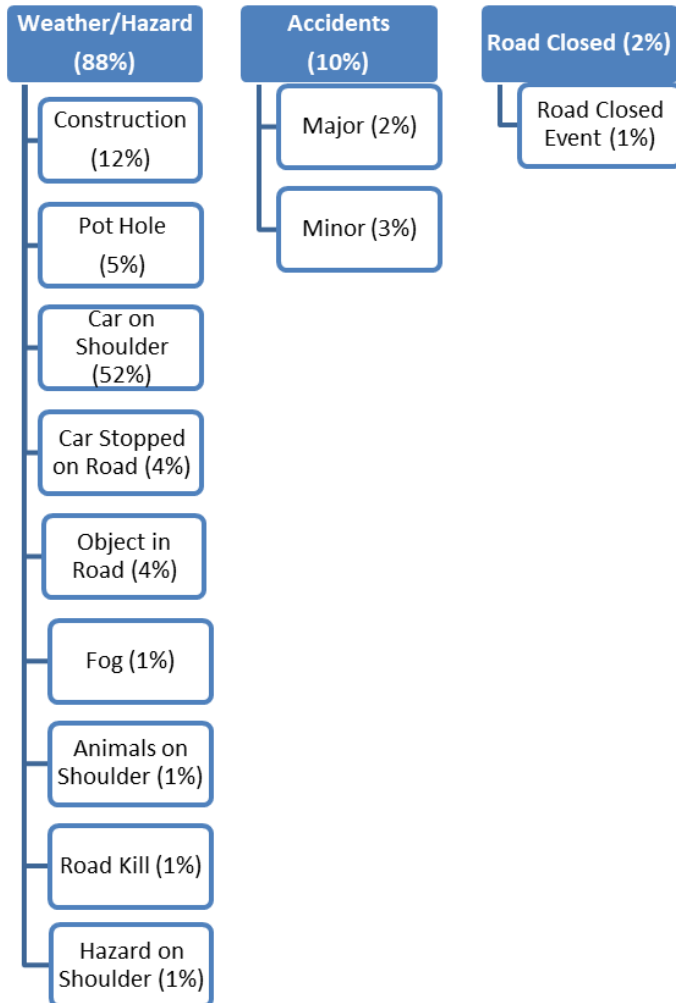 Weather/Hazard
(88%)
Construction
(12%)
Pot Hole
(5%)
Car on
Shoulder
(52%)
Car Stopped
on Road (4%)
Object in
Road (4%)
Fog (1%)
Animals on
Shoulder (1%)
Road Kill (1%)
Hazard on
Shoulder (1%)
Accidents
(10%)
Major (2%)
Minor (3%)
Road Closed (2%)
Road Closed
Event (1%)